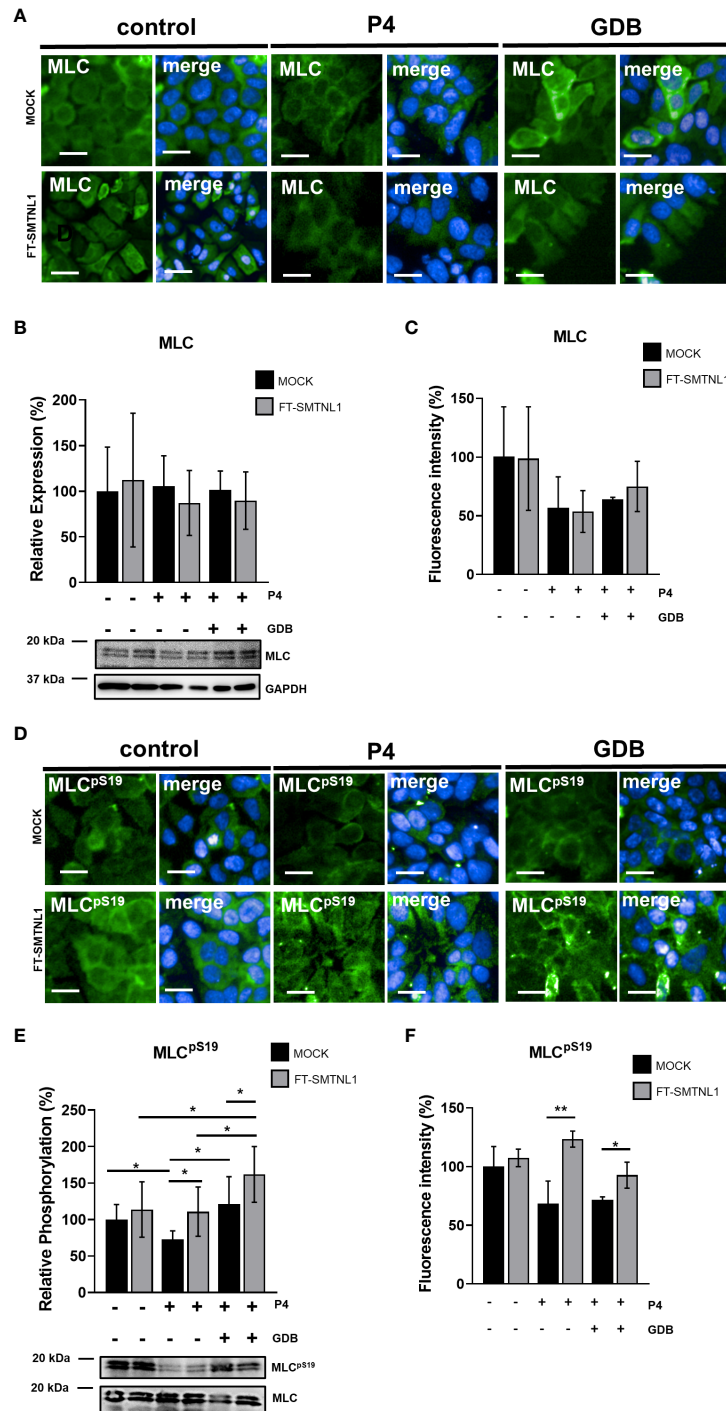 A
control P4 GDB
MLC merge MLC merge MLC merge
MOCK
MLC merge MLC merge MLC merge
D
FT-SMTNL1
B
MLC
MOCK
FT-SMTNL1
Relative Expression (%)
200
150
100
50
0
- - + + + + P4
- - + + GDB
20 kDa
MLC
37 kDa
GAPDH
C
MLC
MOCK
FT-SMTNL1
Fluorescence intensity (%)
150
100
50
0
- - + + + + P4
- - + + GDB
D
control P4 GDB
MLCpS19 merge MLCpS19 merge MLCpS19 merge
MOCK
MLCpS19 merge MLCpS19 merge MLCpS19 merge
FT-SMTNL1
E
MLCpS19
MOCK
FT-SMTNL1
Relative Phosphorylation (%)
250
200
150
100
50
0
*
*
*
*
*
*
- - + + + + P4
- - + + GDB
20 kDa
MLCpS19
20 kDa
MLC
F
MLCpS19
MOCK
FT-SMTNL1
Fluorescence intensity (%)
150
100
50
0
**
*
- - + + + + P4
- - + + GDB